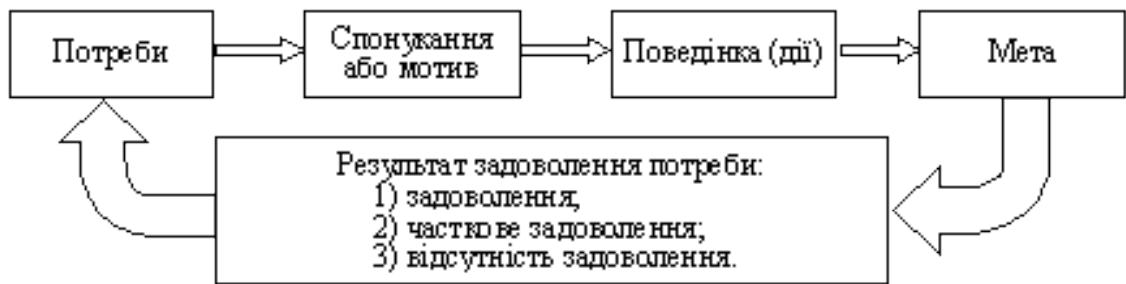 Потреби
Спонукання
або мотив
Поведінка (дії)
Мета
Результат задоволення потреби:
1) задоволення;
2) часткове задоволення;
3) відсутність задоволення.